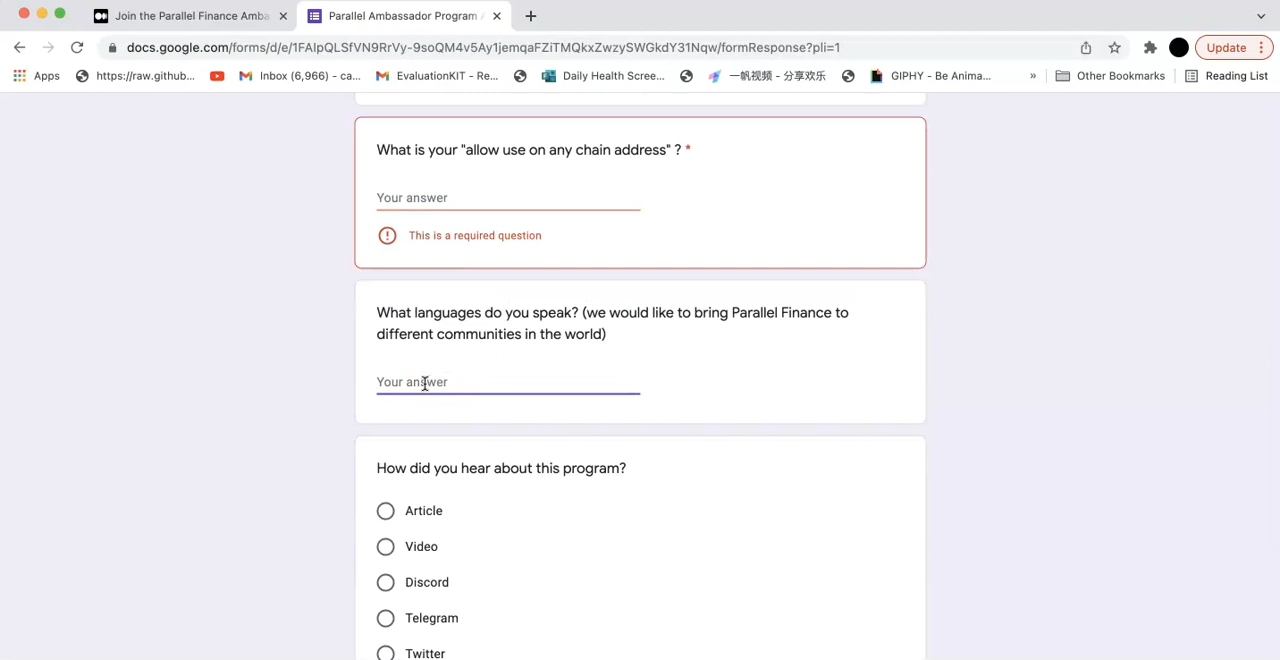 Join the Parallel Finance Amba
Parallel Ambassador Program
docs.google.com/forms/d/e/1FAIpQLSfVN9RrVy-9soQM4v5Ay1jemqaFZiTMQkxZwzySWGkdY31Nqw/formResponse?pli=1
Update
Apps
https://raw.github...
Inbox (6,966) – ca...
EvaluationKIT - Re...
Daily Health Scree...
一帆视频 - 分享欢乐
GIPHY - Be Anima...
»
Other Bookmarks
Reading List
What is your "allow use on any chain address" ? *
Your answer
This is a required question
What languages do you speak? (we would like to bring Parallel Finance to
different communities in the world)
Your answer
How did you hear about this program?
Article
Video
Discord
Telegram
Twitter